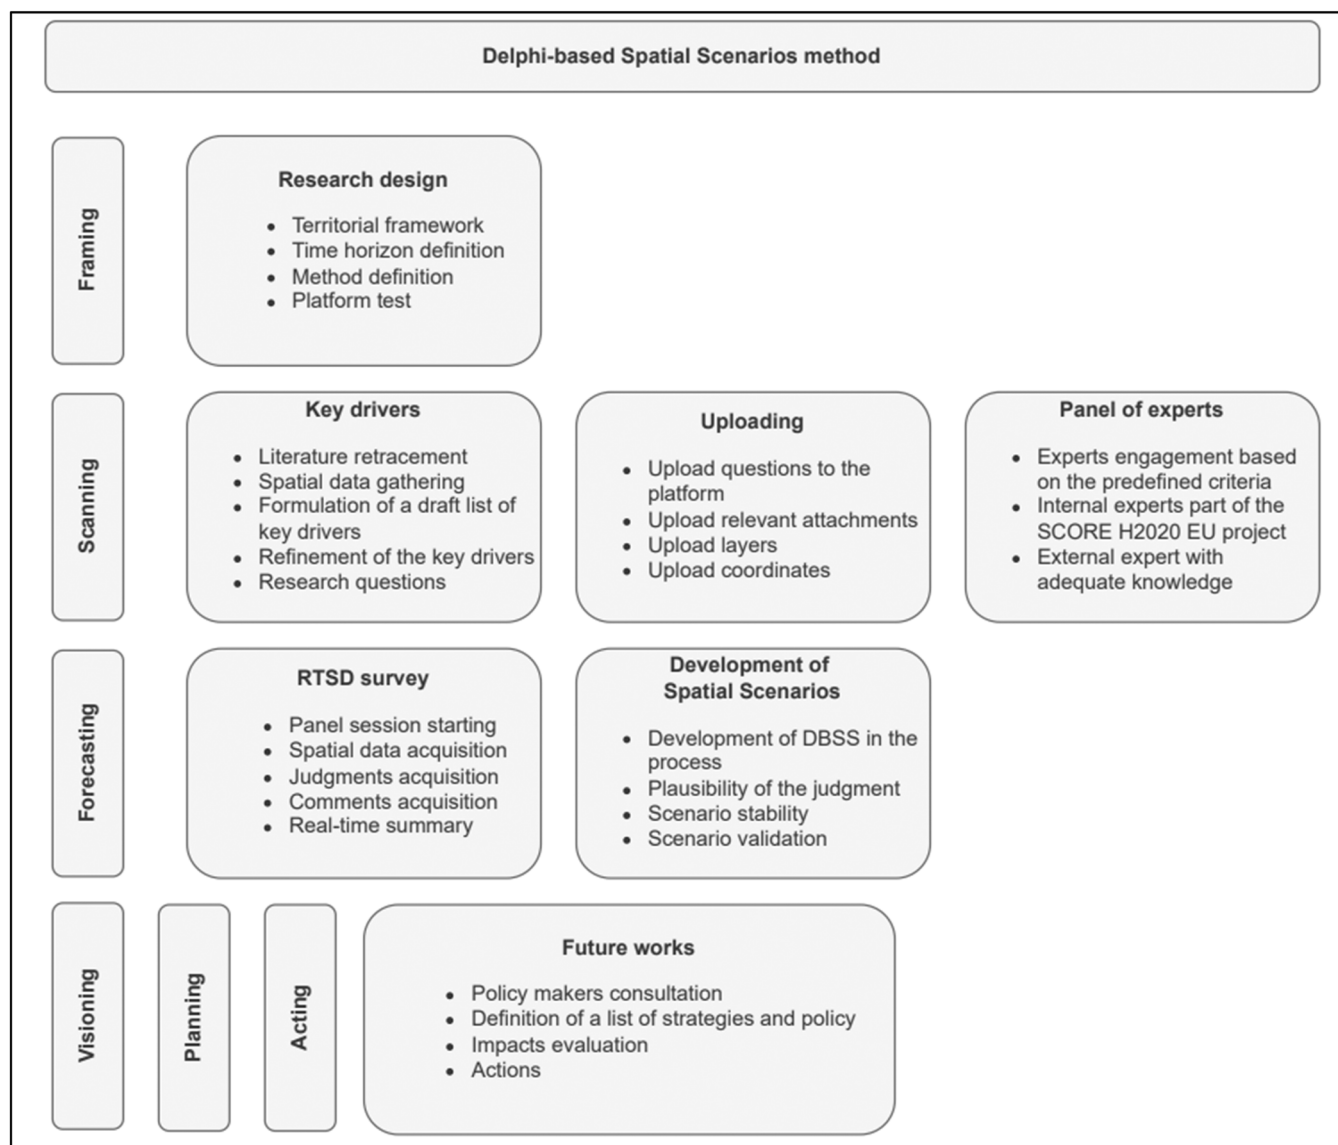 Delphi-based Spatial Scenarios method
Framing
Research design
• Territorial framework
• Time horizon definition
• Method definition
• Platform test
Scanning
Key drivers
• Literature retracement
• Spatial data gathering
• Formulation of a draft list of
key drivers
• Refinement of the key drivers
• Research questions
Uploading
• Upload questions to the
platform
• Upload relevant attachments
• Upload layers
• Upload coordinates
Panel of experts
• Experts engagement based
on the predefined criteria
• Internal experts part of the
SCORE H2020 EU project
• External expert with
adequate knowledge
Forecasting
RTSD survey
• Panel session starting
• Spatial data acquisition
• Judgments acquisition
• Comments acquisition
• Real-time summary
Development of
Spatial Scenarios
• Development of DBSS in the
process
• Plausibility of the judgment
• Scenario stability
• Scenario validation
Visioning
Planning
Acting
Future works
• Policy makers consultation
• Definition of a list of strategies and policy
• Impacts evaluation
• Actions